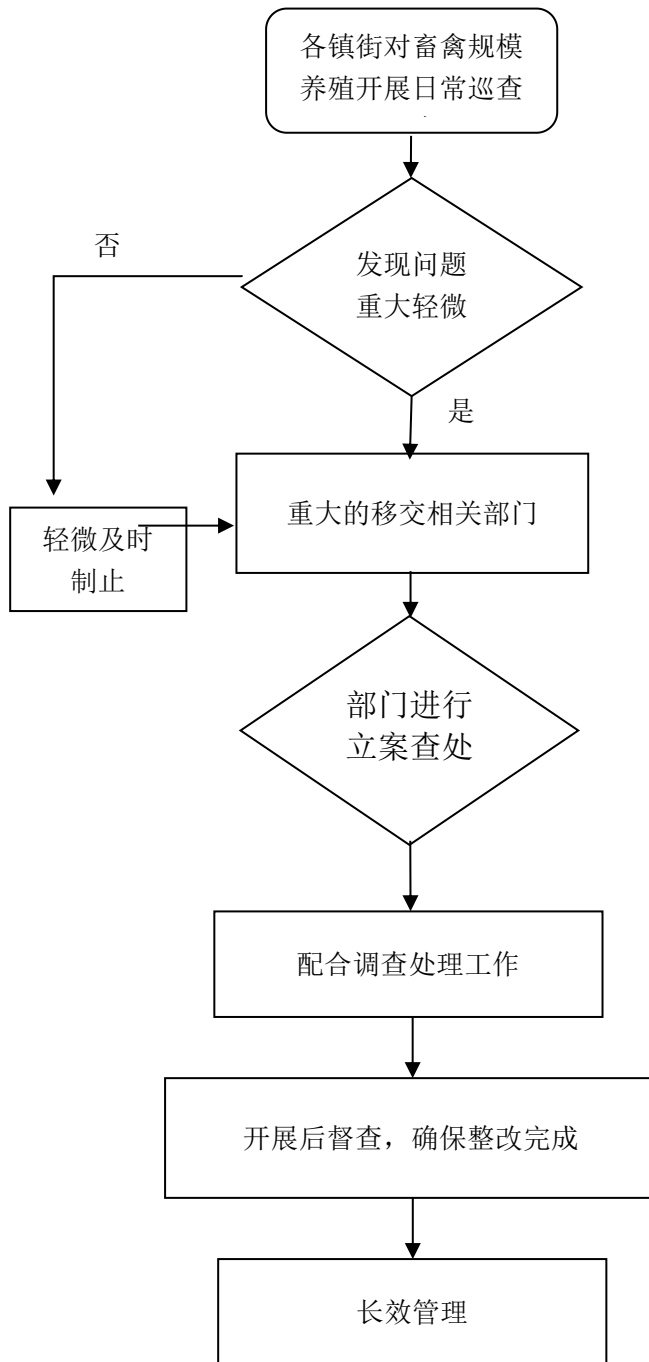 各镇街对畜禽规模
养殖开展日常巡查
否
发现问题
重大轻微
是
重大的移交相关部门
轻微及时
制止
部门进行
立案查处
配合调查处理工作
开展后督查，确保整改完成
长效管理